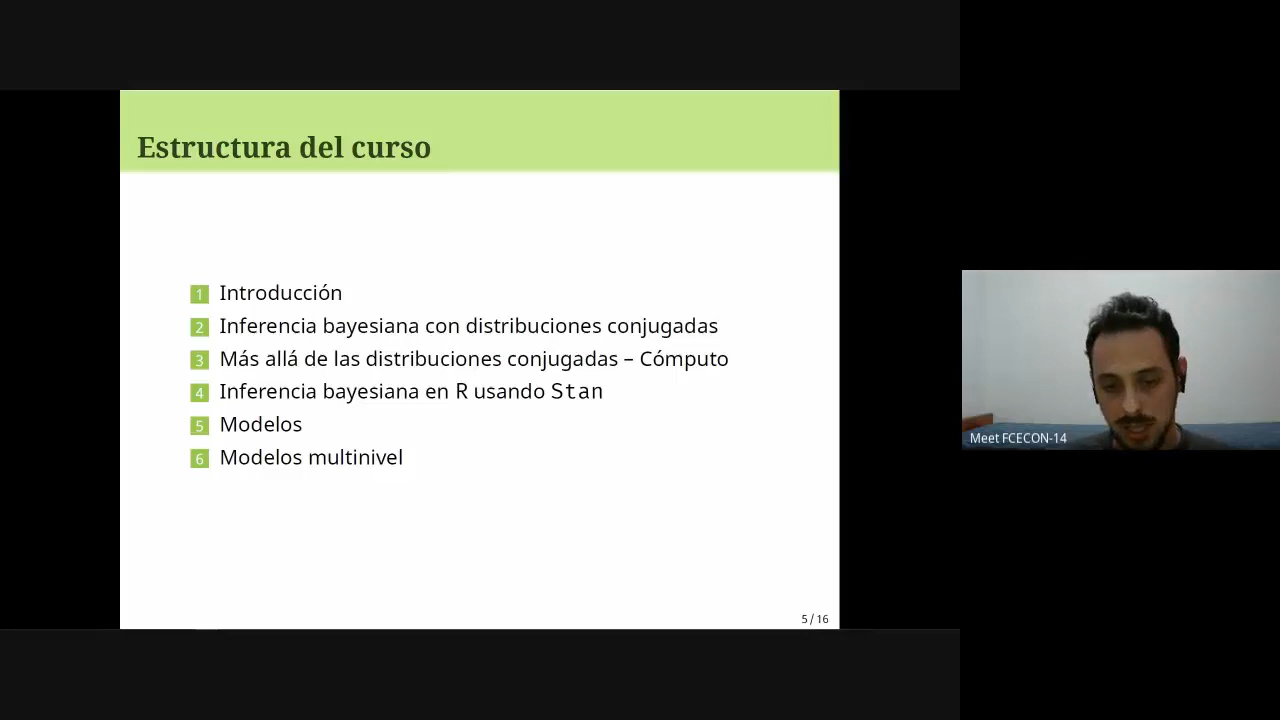 Estructura del curso
1 Introducción
2 Inferencia bayesiana con distribuciones conjugadas
3 Más allá de las distribuciones conjugadas – Cómputo
4 Inferencia bayesiana en R usando Stan
5 Modelos
6 Modelos multinivel
5 / 16
Meet FCECON-14